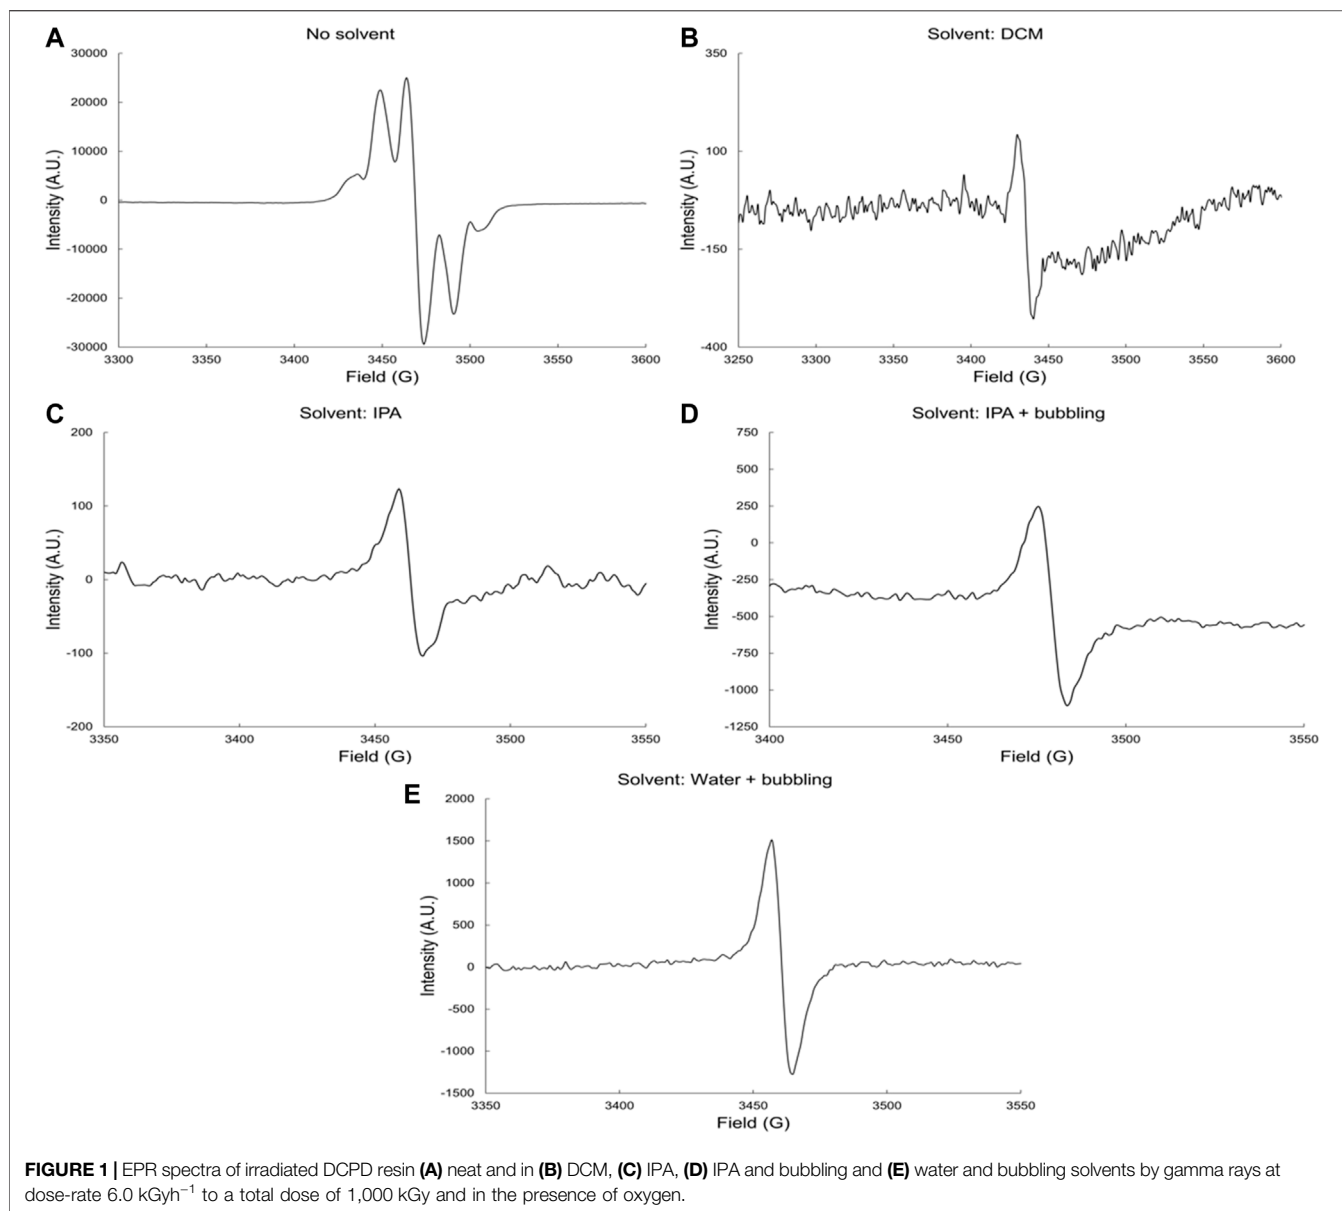 A
No solvent
30000
20000
10000
0
-10000
-20000
-30000
Intensity (A.U.)
3300 3350 3400 3450 3500 3550 3600
Field (G)
B
Solvent: DCM
350
100
-150
-400
Intensity (A.U.)
3250 3300 3350 3400 3450 3500 3550 3600
Field (G)
C
Solvent: IPA
200
100
0
-100
-200
Intensity (A.U.)
3350 3400 3450 3500 3550
Field (G)
D
Solvent: IPA + bubbling
750
500
250
0
-250
-500
-750
-1000
-1250
Intensity (A.U.)
3400 3450 3500 3550
Field (G)
E
Solvent: Water + bubbling
2000
1500
1000
500
0
-500
-1000
-1500
Intensity (A.U.)
3350 3400 3450 3500 3550
Field (G)
FIGURE 1 | EPR spectra of irradiated DCPD resin (A) neat and in (B) DCM, (C) IPA, (D) IPA and bubbling and (E) water and bubbling solvents by gamma rays at
dose-rate 6.0 kGyh⁻¹ to a total dose of 1,000 kGy and in the presence of oxygen.